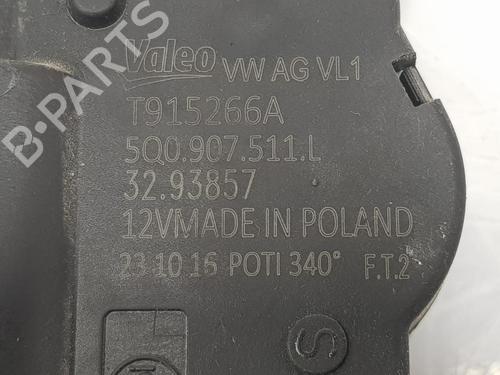 Valeo VW AG VL1
T915266A
5Q0.907.511.L
32.93857
12VMADE IN POLAND
23 10 16 POTI 340° F.T.2
S
B-PARTS